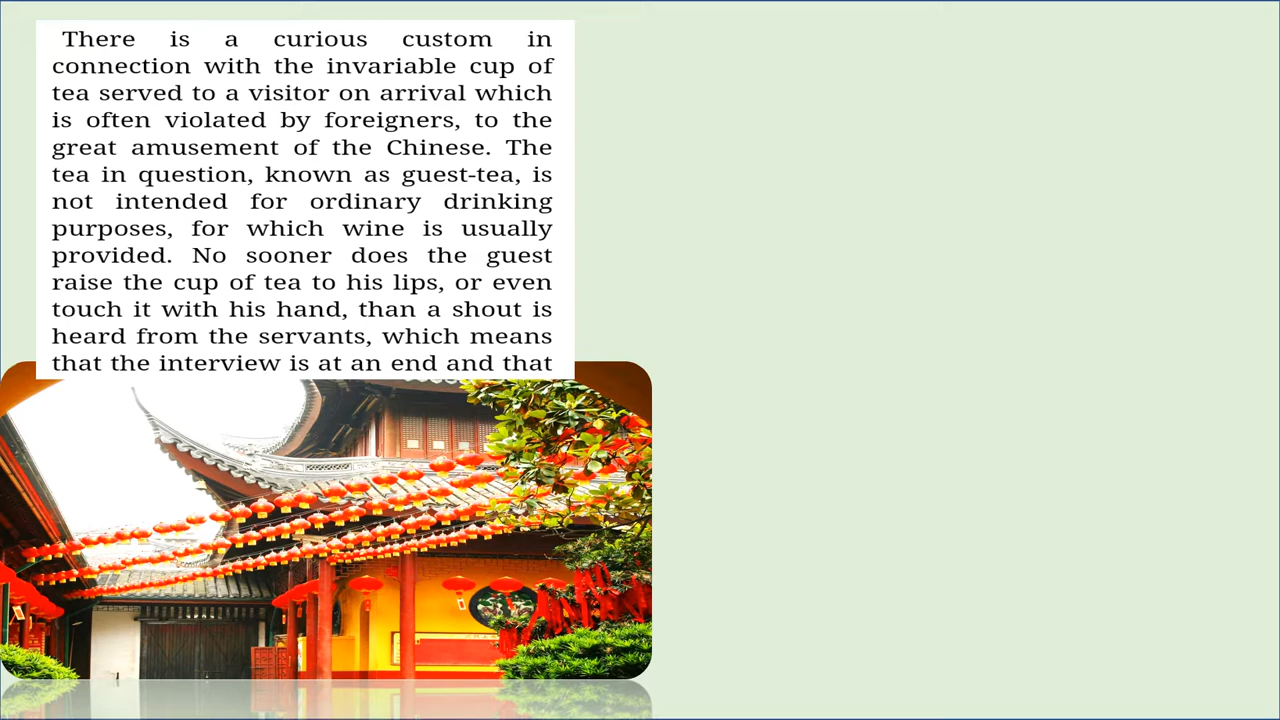 There is a curious custom in
connection with the invariable cup of
tea served to a visitor on arrival which
is often violated by foreigners, to the
great amusement of the Chinese. The
tea in question, known as guest-tea, is
not intended for ordinary drinking
purposes, for which wine is usually
provided. No sooner does the guest
raise the cup of tea to his lips, or even
touch it with his hand, than a shout is
heard from the servants, which means
that the interview is at an end and that